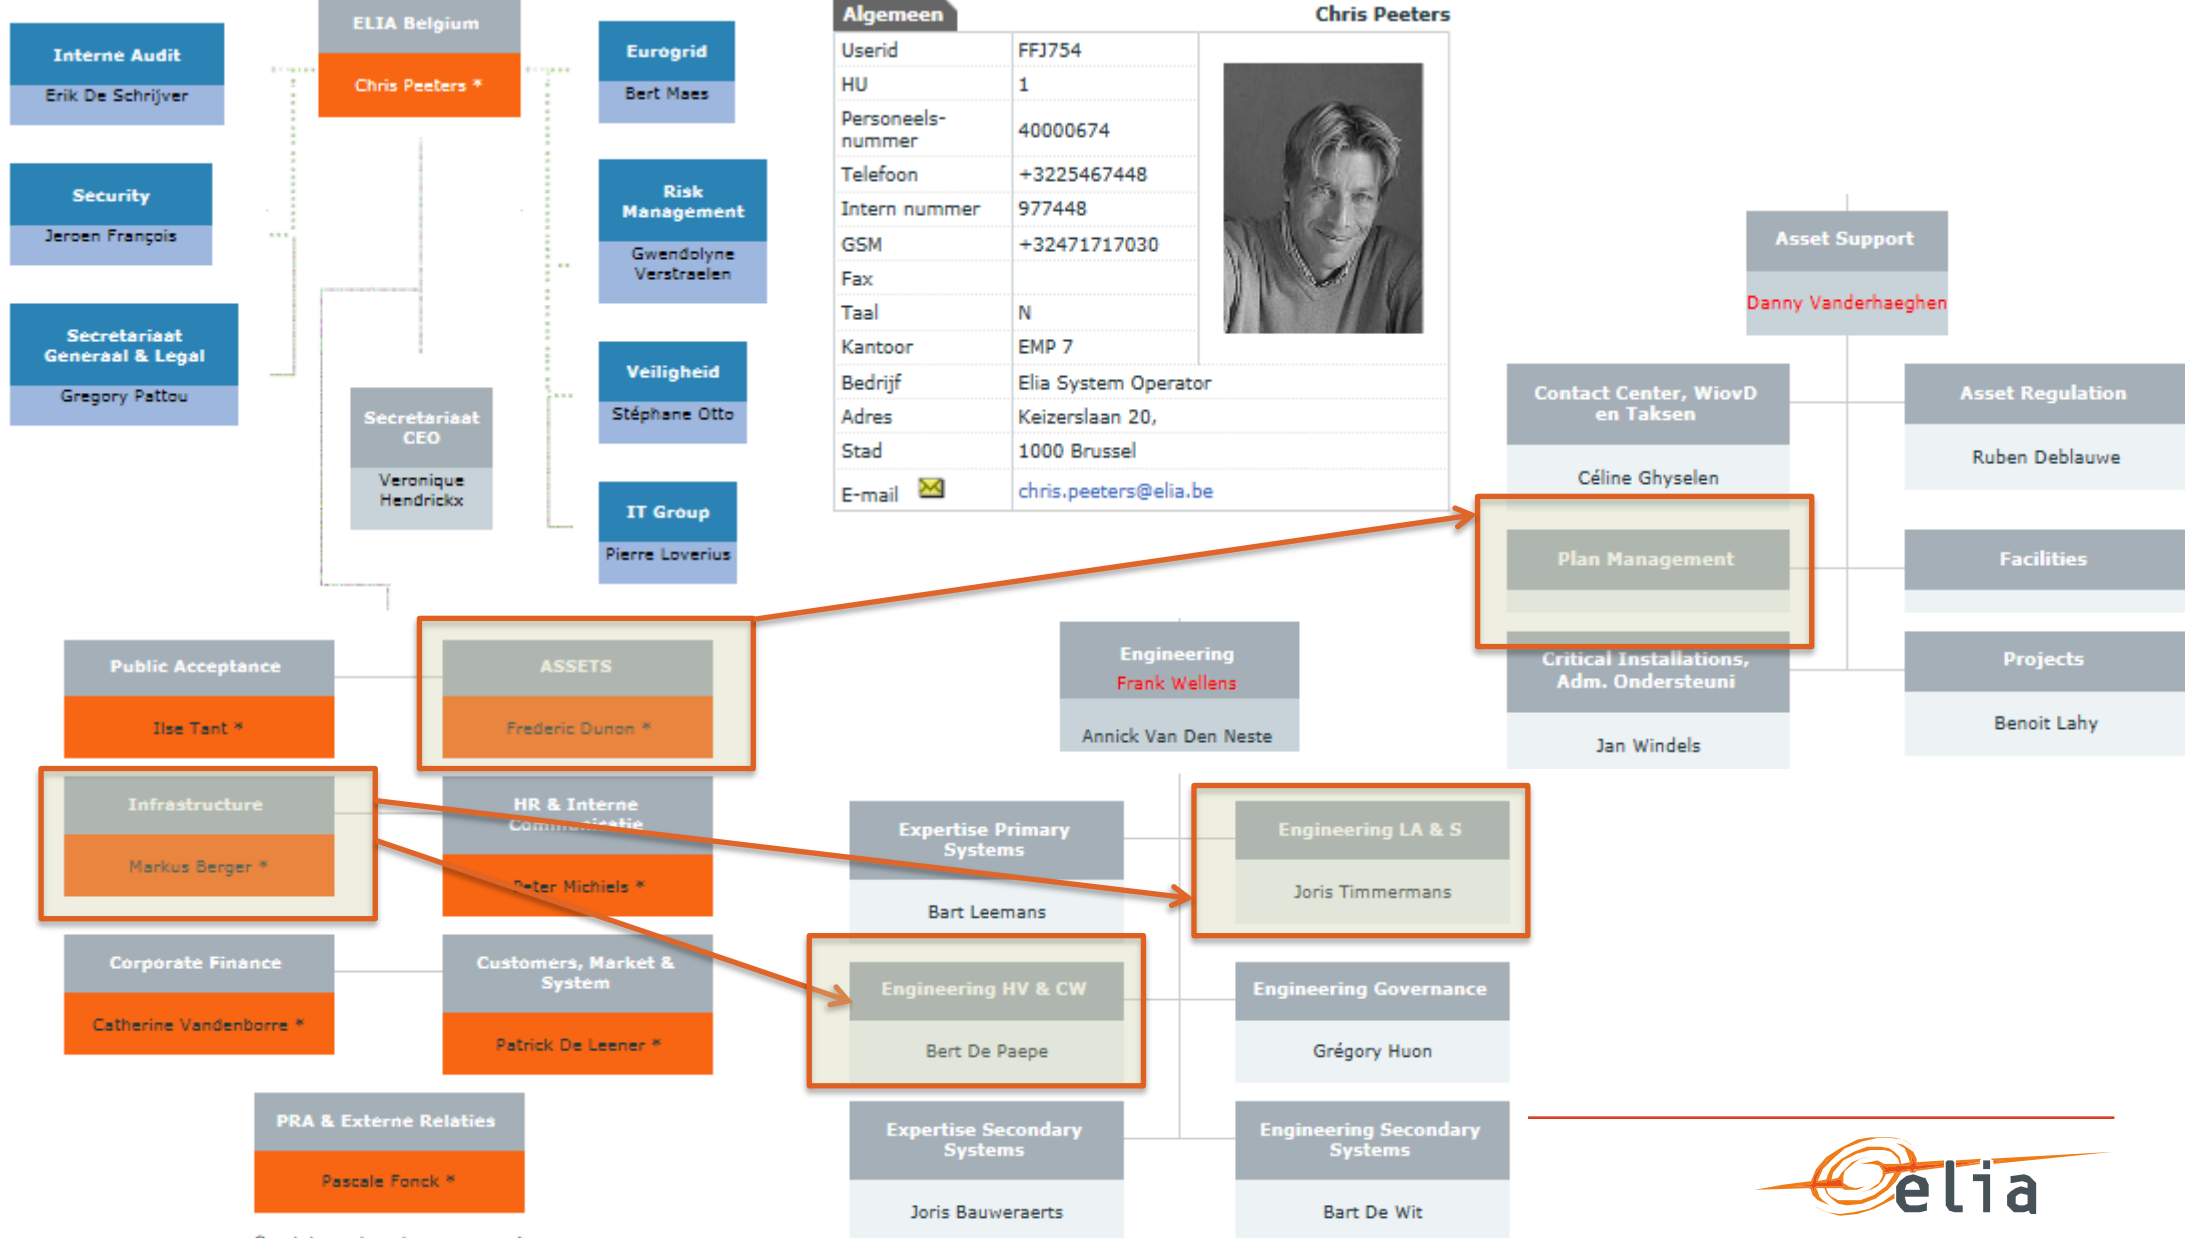 ELIA Belgium
Chris Peeters *
Interne Audit
Erik De Schrijver
Security
Jeroen François
Secretariaat
Generaal & Legal
Gregory Pattou
Eurogrid
Bert Maes
Risk
Management
Gwendolyne
Verstraelen
Veiligheid
Stéphane Otto
IT Group
Pierre Loverius
Secretariaat
CEO
Veronique
Hendrickx
Algemeen Chris Peeters
Userid FFJ754
HU 1
Personeels-
nummer 40000674
Telefoon +3225467448
Intern nummer 977448
GSM +32471717030
Fax
Taal N
Kantoor EMP 7
Bedrijf Elia System Operator
Adres Keizerslaan 20,
Stad 1000 Brussel
E-mail chris.peeters@elia.be
Asset Support
Danny Vanderhaeghen
Contact Center, WiovD
en Taksen
Céline Ghyselen
Asset Regulation
Ruben Deblauwe
Plan Management
Facilities
Critical Installations,
Adm. Ondersteuni
Jan Windels
Projects
Benoit Lahy
Public Acceptance
Ilse Tant *
ASSETS
Frederic Dunon *
Infrastructure
Markus Berger *
HR & Interne
Communicatie
Peter Michiels *
Corporate Finance
Catherine Vandenborre *
Customers, Market &
System
Patrick De Leener *
PRA & Externe Relaties
Pascale Fonck *
Engineering
Frank Wellens
Annick Van Den Neste
Expertise Primary
Systems
Bart Leemans
Engineering LA & S
Joris Timmermans
Engineering HV & CW
Bert De Paepe
Engineering Governance
Grégory Huon
Expertise Secondary
Systems
Joris Bauweraerts
Engineering Secondary
Systems
Bart De Wit
elia